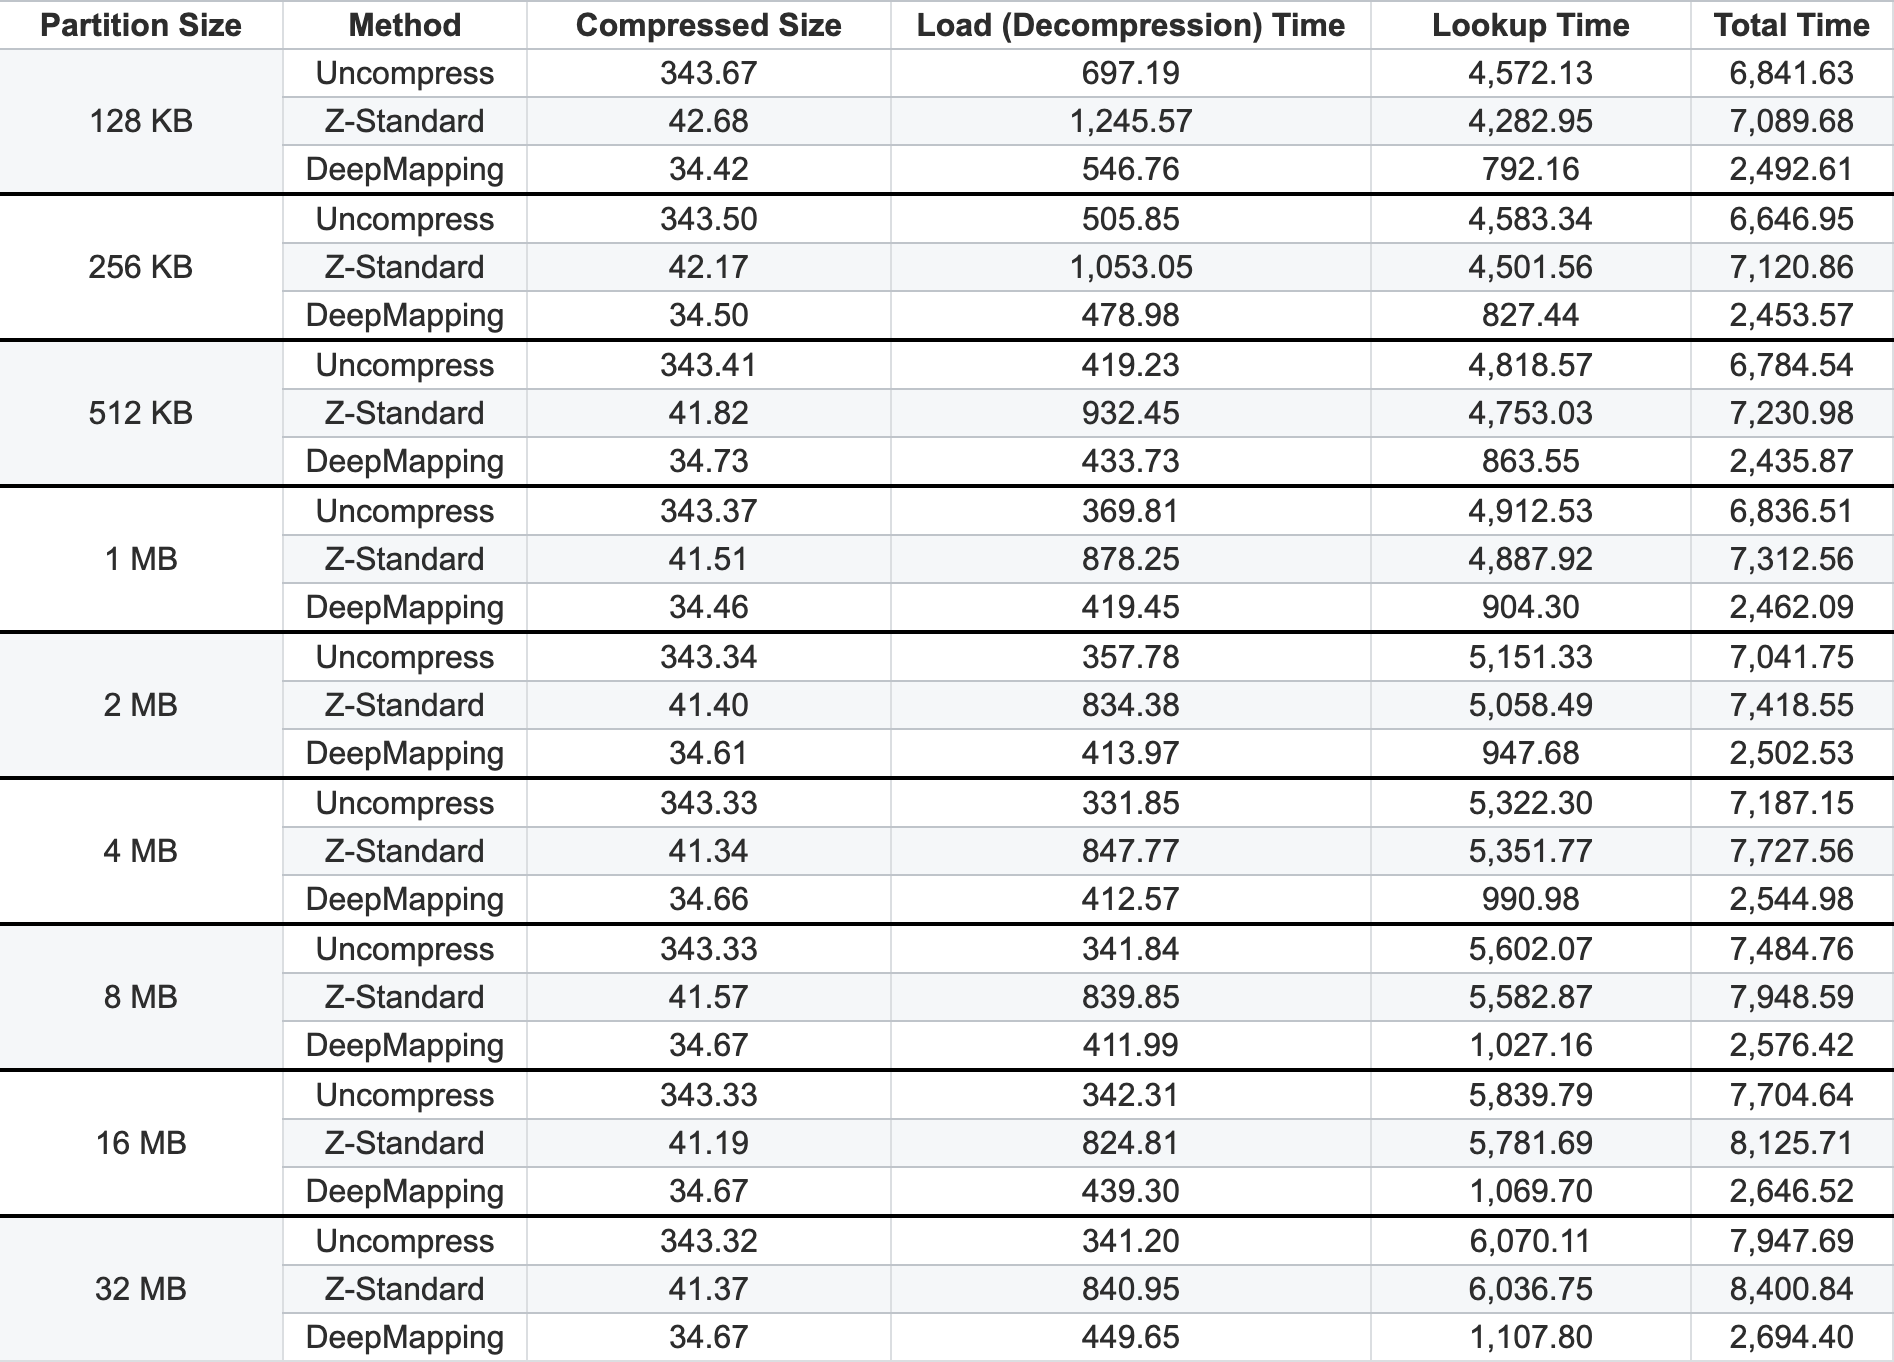 Partition Size Method Compressed Size Load (Decompression) Time Lookup Time Total Time
Uncompress 343.67 697.19 4,572.13 6,841.63
128 KB Z-Standard 42.68 1,245.57 4,282.95 7,089.68
DeepMapping 34.42 546.76 792.16 2,492.61
Uncompress 343.50 505.85 4,583.34 6,646.95
256 KB Z-Standard 42.17 1,053.05 4,501.56 7,120.86
DeepMapping 34.50 478.98 827.44 2,453.57
Uncompress 343.41 419.23 4,818.57 6,784.54
512 KB Z-Standard 41.82 932.45 4,753.03 7,230.98
DeepMapping 34.73 433.73 863.55 2,435.87
Uncompress 343.37 369.81 4,912.53 6,836.51
1 MB Z-Standard 41.51 878.25 4,887.92 7,312.56
DeepMapping 34.46 419.45 904.30 2,462.09
Uncompress 343.34 357.78 5,151.33 7,041.75
2 MB Z-Standard 41.40 834.38 5,058.49 7,418.55
DeepMapping 34.61 413.97 947.68 2,502.53
Uncompress 343.33 331.85 5,322.30 7,187.15
4 MB Z-Standard 41.34 847.77 5,351.77 7,727.56
DeepMapping 34.66 412.57 990.98 2,544.98
Uncompress 343.33 341.84 5,602.07 7,484.76
8 MB Z-Standard 41.57 839.85 5,582.87 7,948.59
DeepMapping 34.67 411.99 1,027.16 2,576.42
Uncompress 343.33 342.31 5,839.79 7,704.64
16 MB Z-Standard 41.19 824.81 5,781.69 8,125.71
DeepMapping 34.67 439.30 1,069.70 2,646.52
Uncompress 343.32 341.20 6,070.11 7,947.69
32 MB Z-Standard 41.37 840.95 6,036.75 8,400.84
DeepMapping 34.67 449.65 1,107.80 2,694.40